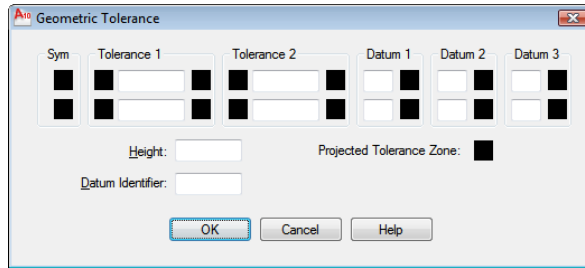 A10 Geometric Tolerance
Sym Tolerance 1 Tolerance 2 Datum 1 Datum 2 Datum 3
Height: Projected Tolerance Zone:
Datum Identifier:
OK Cancel Help